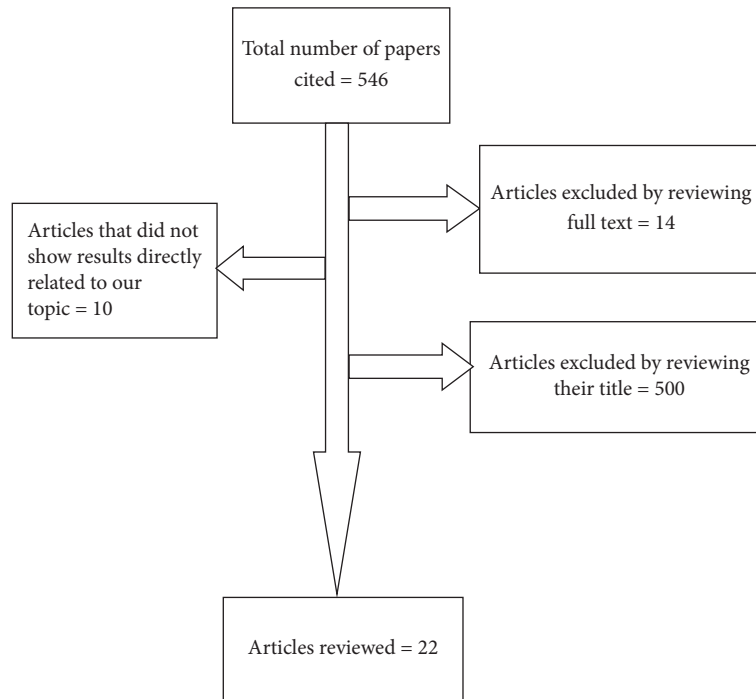 Total number of papers
cited = 546
Articles excluded by reviewing
full text = 14
Articles that did not
show results directly
related to our
topic = 10
Articles excluded by reviewing
their title = 500
Articles reviewed = 22